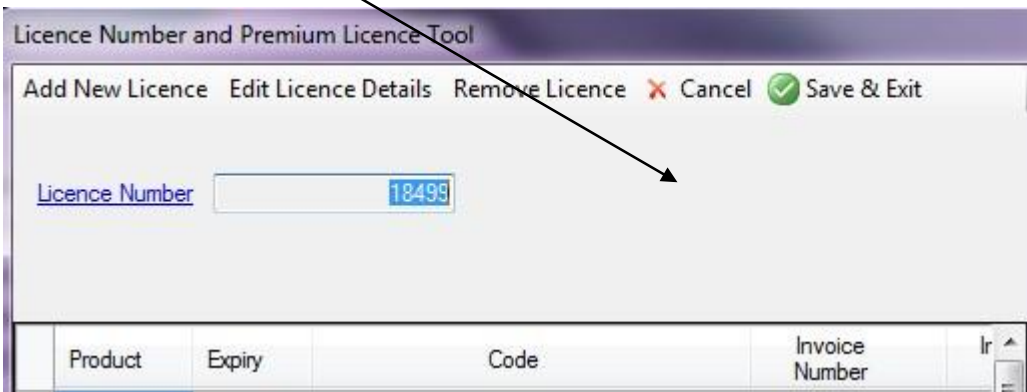 Licence Number and Premium Licence Tool
Add New Licence Edit Licence Details Remove Licence Cancel Save & Exit
Licence Number 18499
Product Expiry Code Invoice Number